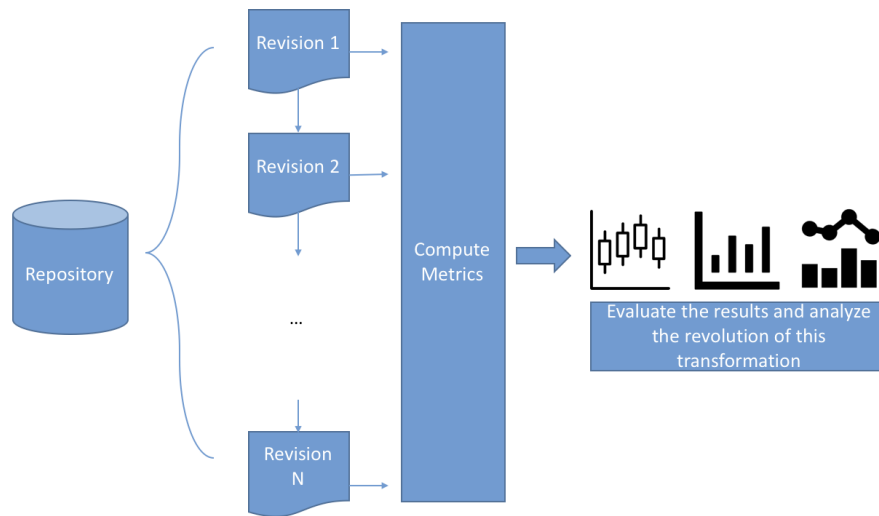 Revision 1
Revision 2
Repository
...
Revision
N
Compute
Metrics
Evaluate the results and analyze
the revolution of this
transformation